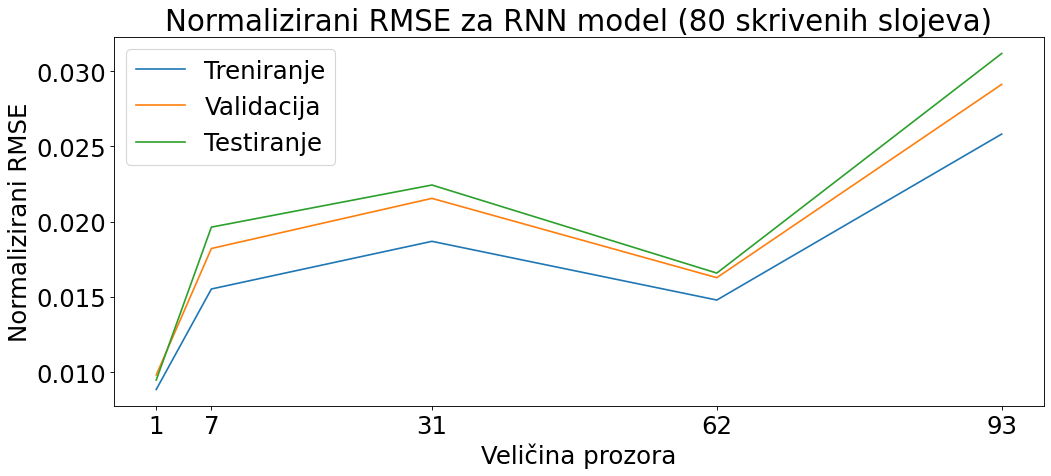 Normalizirani RMSE za RNN model (80 skrivenih slojeva)
Treniranje
Validacija
Testiranje
Normalizirani RMSE
0.030
0.025
0.020
0.015
0.010
1 7 31 62 93
Veličina prozora